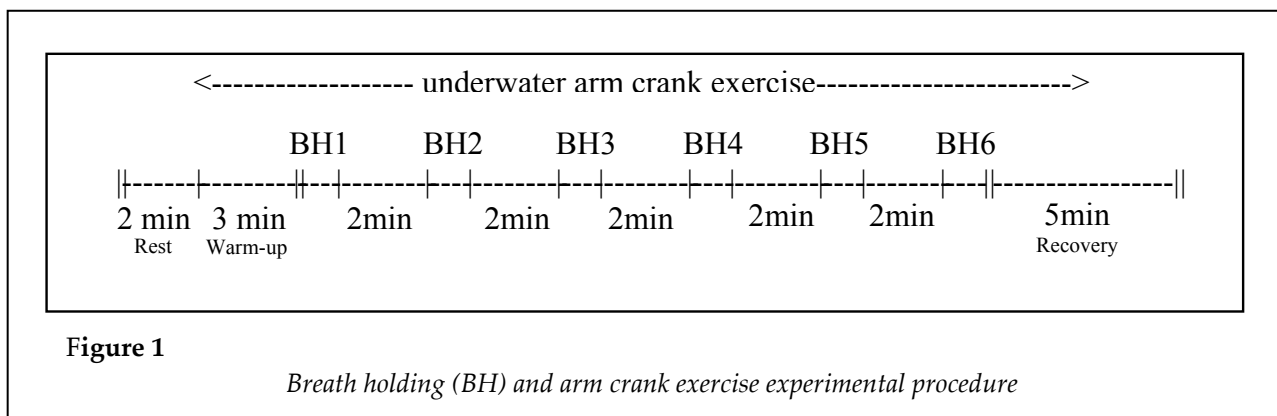 <------------------- underwater arm crank exercise----------------------->
BH1 BH2 BH3 BH4 BH5 BH6
||-------|---------||---|--------|----|--------|----|--------|----|--------|----|-------|----||-----------------||
2 min 3 min 2min 2min 2min 2min 2min 5min
Rest Warm-up Recovery
Figure 1
Breath holding (BH) and arm crank exercise experimental procedure